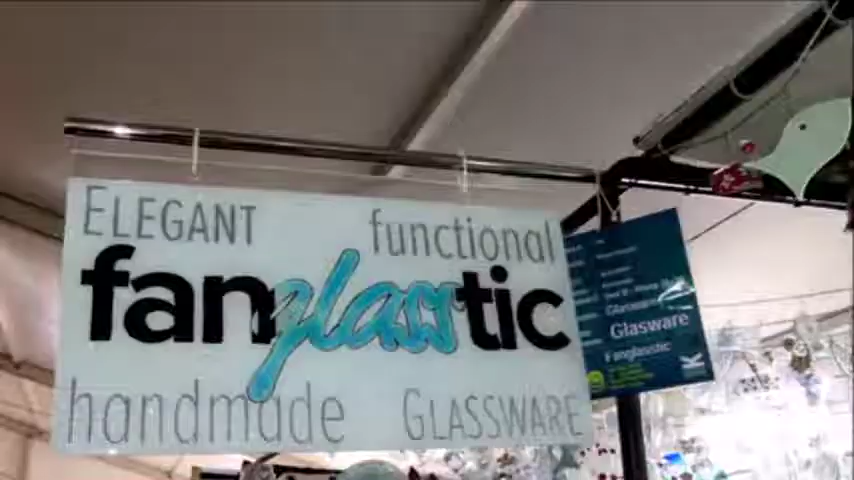 ELEGANT functional
fanglasstic
handmade GLASSWARE
Glasware
Fanglasstic